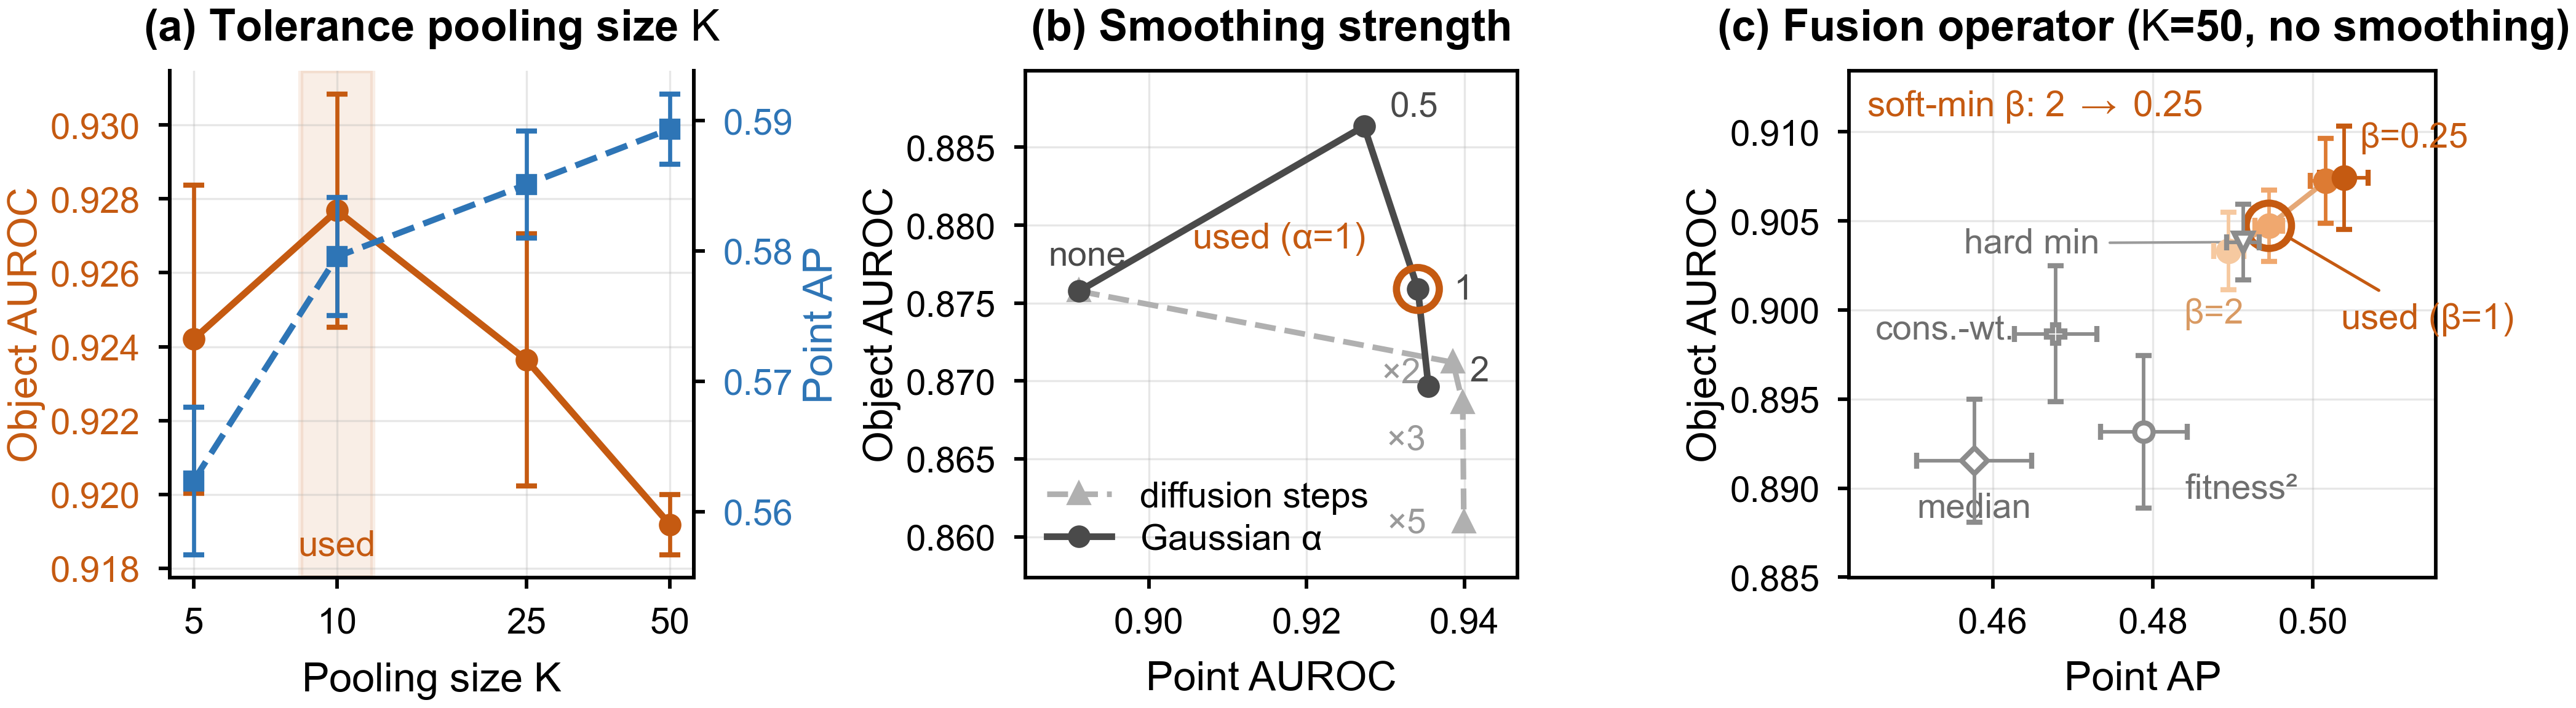 (a) Tolerance pooling size K
Object AUROC
0.930
0.928
0.926
0.924
0.922
0.920
0.918
0.59
0.58
0.57
0.56
Point AP
used
5
10
25
50
Pooling size K
(b) Smoothing strength
Object AUROC
0.885
0.880
0.875
0.870
0.865
0.860
0.5
none
used (α=1)
1
×2
2
×3
×5
diffusion steps
Gaussian α
0.90
0.92
0.94
Point AUROC
(c) Fusion operator (K=50, no smoothing)
Object AUROC
0.910
0.905
0.900
0.895
0.890
0.885
soft-min β: 2 → 0.25
β=0.25
hard min
β=2
used (β=1)
cons.-wt.
fitness²
median
0.46
0.48
0.50
Point AP